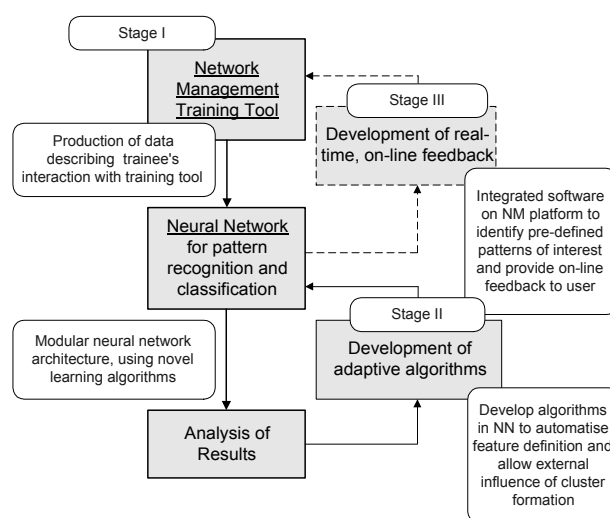 Stage I
Network
Management
Training Tool
Stage III
Development of real-
time, on-line feedback
Production of data
describing trainee's
interaction with training tool
Integrated software
on NM platform to
identify pre-defined
patterns of interest
and provide on-line
feedback to user
Neural Network
for pattern
recognition and
classification
Stage II
Development of
adaptive algorithms
Modular neural network
architecture, using novel
learning algorithms
Develop algorithms
in NN to automatise
feature definition and
allow external
influence of cluster
formation
Analysis of
Results